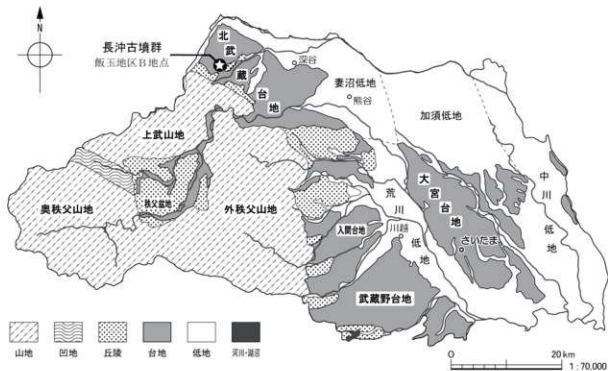 N
長沖古墳群
飯玉地区B地点
北武蔵台地
深谷
妻沼低地
熊谷
加須低地
上武山地
大宮台地
中川低地
奥秩父山地
秩父盆地
外秩父山地
荒川低地
入間台地
川越
さいたま
武蔵野台地
山地
凹地
丘陵
台地
低地
河川・湖沼
0
20 km
1:70,000